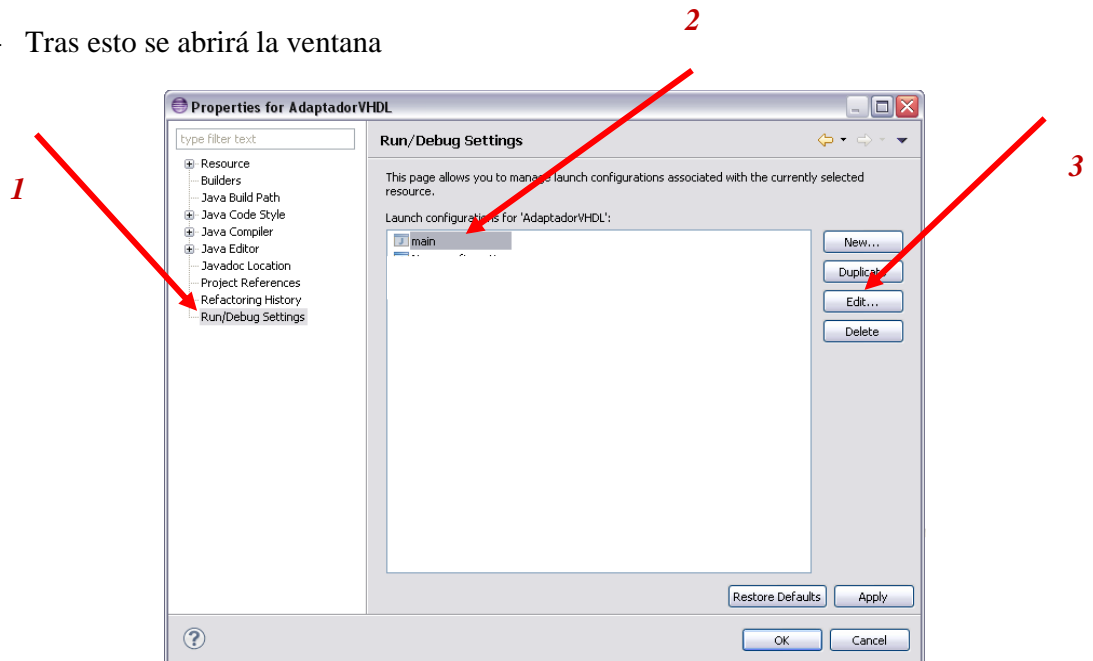 2
- Tras esto se abrirá la ventana
Properties for AdaptadorVHDL
type filter text
Run/Debug Settings
1
3
Resource
Builders
Java Build Path
Java Code Style
Java Compiler
Java Editor
Javadoc Location
Project References
Refactoring History
Run/Debug Settings
This page allows you to manage launch configurations associated with the currently selected
resource.
Launch configurations for 'AdaptadorVHDL':
main
New...
Duplicate
Edit...
Delete
Restore Defaults
Apply
?
OK
Cancel